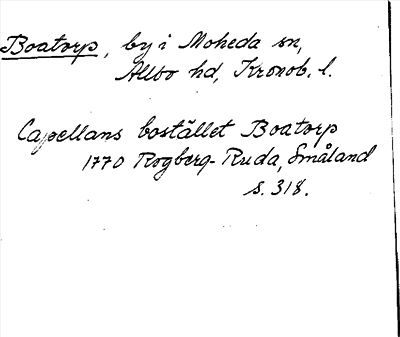 Boatorp, by i Moheda sn,
Allbo hd, Kronob. l.
Capellans bostället Boatorp
1770 Rogberg-Ruda, Småland
s. 318.